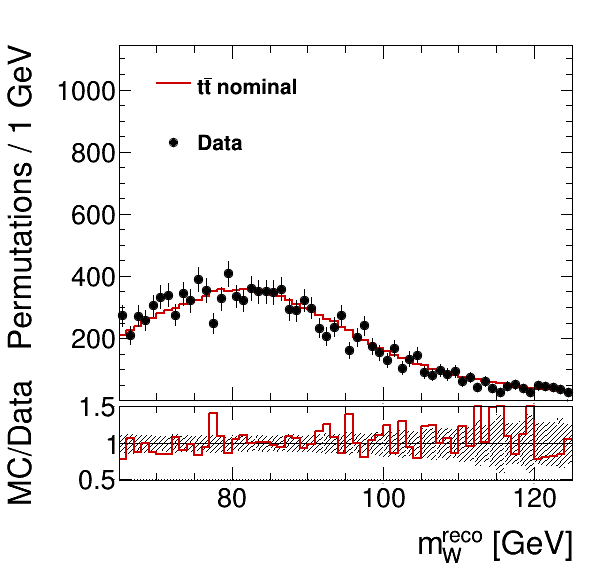 Permutations / 1 GeV
1000
800
600
400
200
tt̄ nominal
Data
MC/Data
1.5
1
0.5
80
100
120
m_W^reco [GeV]